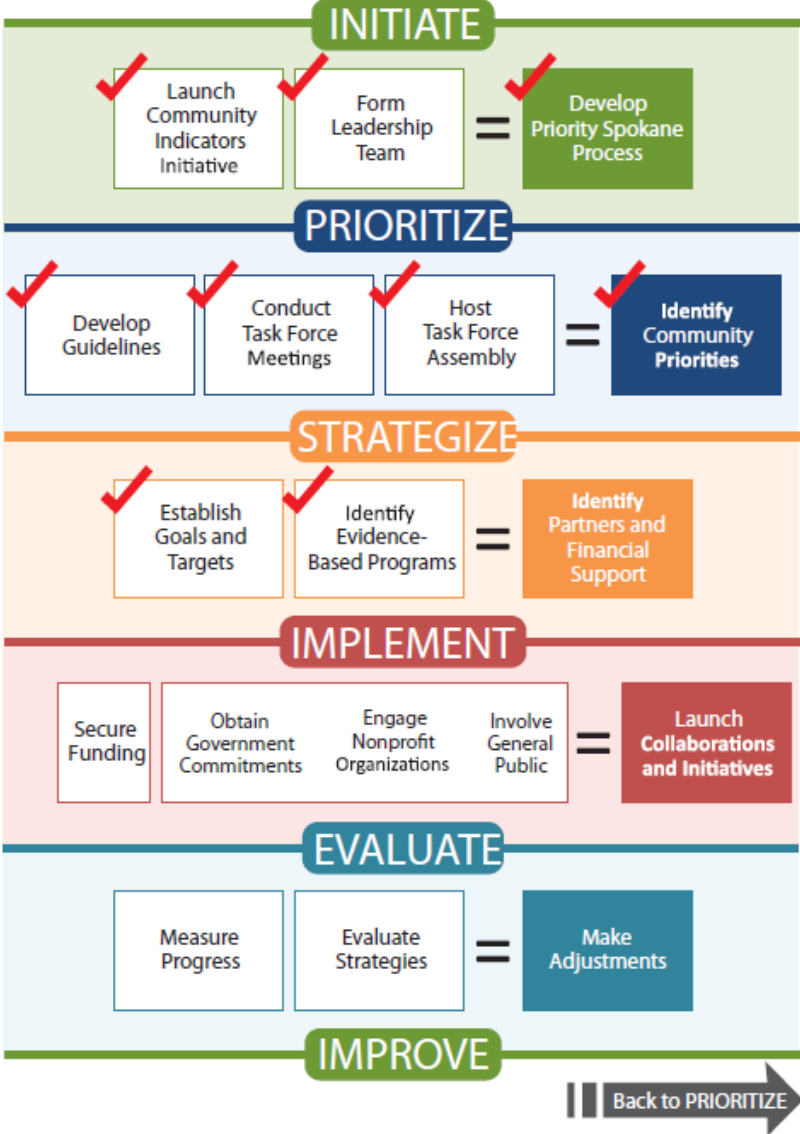 INITIATE
Launch
Community
Indicators
Initiative
Form
Leadership
Team
=
Develop
Priority Spokane
Process
PRIORITIZE
Develop
Guidelines
Conduct
Task Force
Meetings
Host
Task Force
Assembly
=
Identify
Community
Priorities
STRATEGIZE
Establish
Goals and
Targets
Identify
Evidence-
Based Programs
=
Identify
Partners and
Financial
Support
IMPLEMENT
Secure
Funding
Obtain
Government
Commitments
Engage
Nonprofit
Organizations
Involve
General
Public
=
Launch
Collaborations
and Initiatives
EVALUATE
Measure
Progress
Evaluate
Strategies
=
Make
Adjustments
IMPROVE
Back to PRIORITIZE